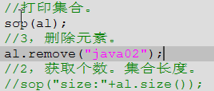 //打印集合。
sop(al);
//3，删除元素。
al.remove("java02");
//2，获取个数。集合长度。
//sop("size:"+al.size());